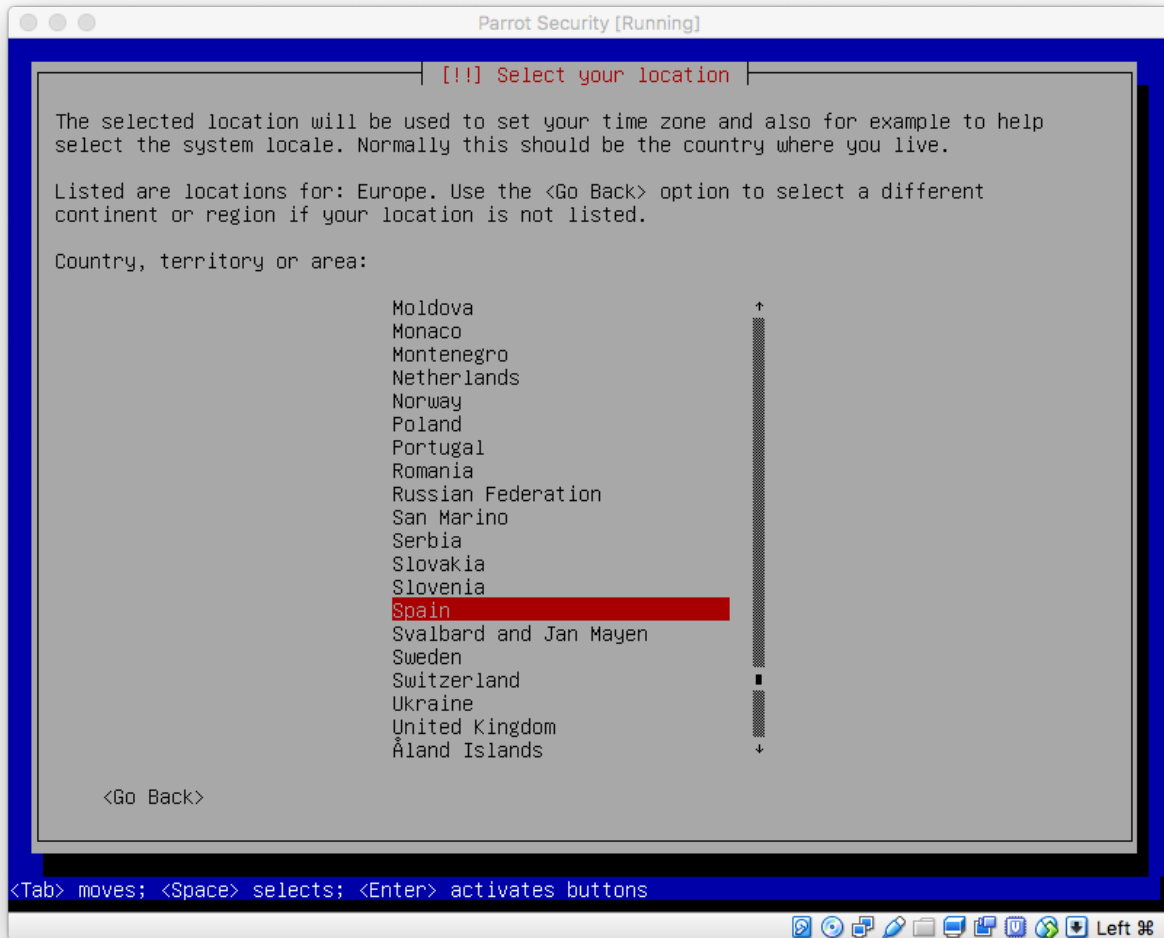 Parrot Security [Running]
[!!] Select your location
The selected location will be used to set your time zone and also for example to help
select the system locale. Normally this should be the country where you live.
Listed are locations for: Europe. Use the <Go Back> option to select a different
continent or region if your location is not listed.
Country, territory or area:
Moldova
Monaco
Montenegro
Netherlands
Norway
Poland
Portugal
Romania
Russian Federation
San Marino
Serbia
Slovakia
Slovenia
Spain
Svalbard and Jan Mayen
Sweden
Switzerland
Ukraine
United Kingdom
Åland Islands
<Go Back>
<Tab> moves; <Space> selects; <Enter> activates buttons
Left ⌘